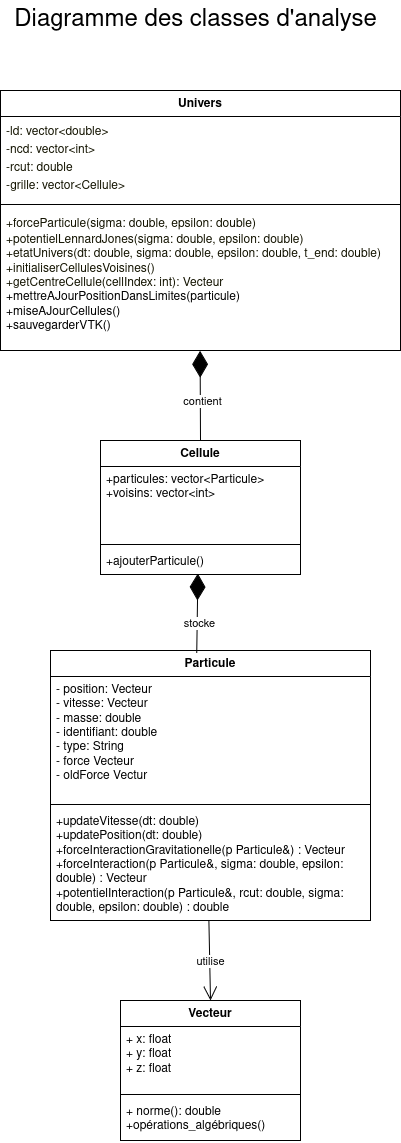 Diagramme des classes d'analyse
Univers
-ld: vector<double>
-ncd: vector<int>
-rcut: double
-grille: vector<Cellule>
+forceParticule(sigma: double, epsilon: double)
+potentielLennardJones(sigma: double, epsilon: double)
+etatUnivers(dt: double, sigma: double, epsilon: double, t_end: double)
+initialiserCellulesVoisines()
+getCentreCellule(cellIndex: int): Vecteur
+mettreAJourPositionDansLimites(particule)
+miseAJourCellules()
+sauvegarderVTK()
contient
Cellule
+particules: vector<Particule>
+voisins: vector<int>
+ajouterParticule()
stocke
Particule
- position: Vecteur
- vitesse: Vecteur
- masse: double
- identifiant: double
- type: String
- force Vecteur
- oldForce Vectur
+updateVitesse(dt: double)
+updatePosition(dt: double)
+forceInteractionGravitationelle(p Particule&) : Vecteur
+forceInteraction(p Particule&, sigma: double, epsilon:
double) : Vecteur
+potentielInteraction(p Particule&, rcut: double, sigma:
double, epsilon: double) : double
utilise
Vecteur
+ x: float
+ y: float
+ z: float
+ norme(): double
+opérations_algébriques()